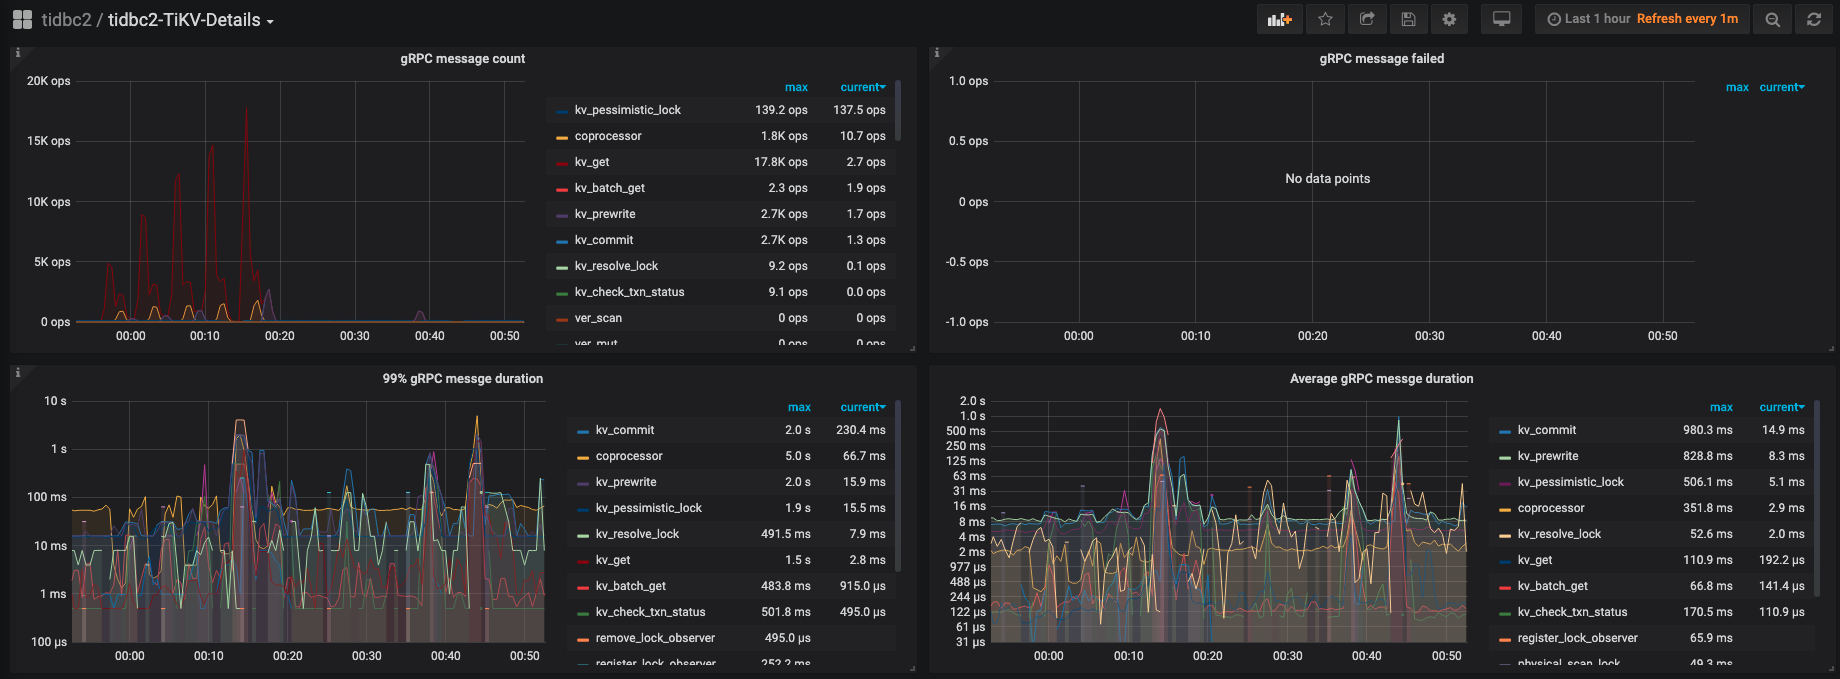 tidbc2 / tidbc2-TiKV-Details
Last 1 hour Refresh every 1m
gRPC message count
20K ops
15K ops
10K ops
5K ops
0 ops
00:00 00:10 00:20 00:30 00:40 00:50
max current
kv_pessimistic_lock 139.2 ops 137.5 ops
coprocessor 1.8K ops 10.7 ops
kv_get 17.8K ops 2.7 ops
kv_batch_get 2.3 ops 1.9 ops
kv_prewrite 2.7K ops 1.7 ops
kv_commit 2.7K ops 1.3 ops
kv_resolve_lock 9.2 ops 0.1 ops
kv_check_txn_status 9.1 ops 0.0 ops
ver_scan 0 ops 0 ops
ver_mut 0 ops 0 ops
gRPC message failed
1.0 ops
0.5 ops
0 ops
-0.5 ops
-1.0 ops
No data points
00:00 00:10 00:20 00:30 00:40 00:50
max current
99% gRPC messge duration
10 s
1 s
100 ms
10 ms
1 ms
100 µs
00:00 00:10 00:20 00:30 00:40 00:50
max current
kv_commit 2.0 s 230.4 ms
coprocessor 5.0 s 66.7 ms
kv_prewrite 2.0 s 15.9 ms
kv_pessimistic_lock 1.9 s 15.5 ms
kv_resolve_lock 491.5 ms 7.9 ms
kv_get 1.5 s 2.8 ms
kv_batch_get 483.8 ms 915.0 µs
kv_check_txn_status 501.8 ms 495.0 µs
remove_lock_observer 495.0 µs
register_lock_observer 252.2 ms
Average gRPC messge duration
2.0 s
1.0 s
500 ms
250 ms
125 ms
63 ms
31 ms
16 ms
8 ms
4 ms
2 ms
977 µs
488 µs
244 µs
122 µs
61 µs
31 µs
00:00 00:10 00:20 00:30 00:40 00:50
max current
kv_commit 980.3 ms 14.9 ms
kv_prewrite 828.8 ms 8.3 ms
kv_pessimistic_lock 506.1 ms 5.1 ms
coprocessor 351.8 ms 2.9 ms
kv_resolve_lock 52.6 ms 2.0 ms
kv_get 110.9 ms 192.2 µs
kv_batch_get 66.8 ms 141.4 µs
kv_check_txn_status 170.5 ms 110.9 µs
register_lock_observer 65.9 ms
physical_scan_lock 49.3 ms